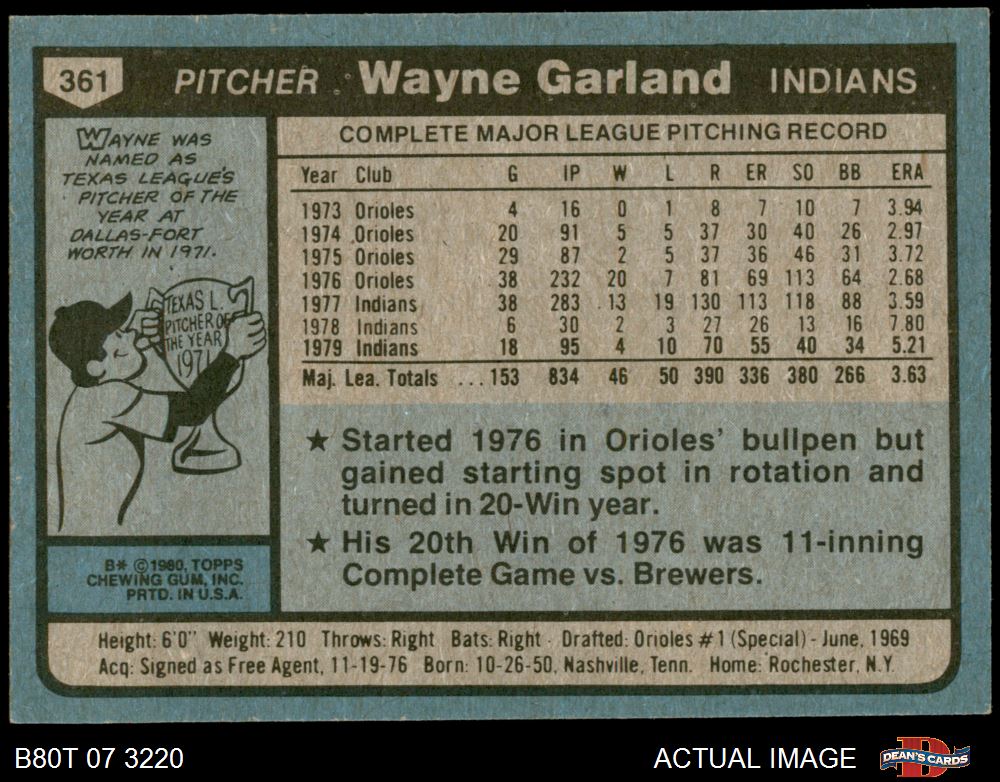 361 PITCHER Wayne Garland INDIANS
WAYNE WAS
NAMED AS
TEXAS LEAGUE'S
PITCHER OF THE
YEAR AT
DALLAS-FORT
WORTH IN 1971.
TEXAS L.
PITCHER OF
THE YEAR
1971
B* ©1980, TOPPS
CHEWING GUM, INC.
PRTD. IN U.S.A.
COMPLETE MAJOR LEAGUE PITCHING RECORD
Year Club G IP W L R ER SO BB ERA
1973 Orioles 4 16 0 1 8 7 10 7 3.94
1974 Orioles 20 91 5 5 37 30 40 26 2.97
1975 Orioles 29 87 2 5 37 36 46 31 3.72
1976 Orioles 38 232 20 7 81 69 113 64 2.68
1977 Indians 38 283 13 19 130 113 118 88 3.59
1978 Indians 6 30 2 3 27 26 13 16 7.80
1979 Indians 18 95 4 10 70 55 40 34 5.21
Maj. Lea. Totals ...153 834 46 50 390 336 380 266 3.63
★ Started 1976 in Orioles' bullpen but
gained starting spot in rotation and
turned in 20-Win year.
★ His 20th Win of 1976 was 11-inning
Complete Game vs. Brewers.
Height: 6'0" Weight: 210 Throws: Right Bats: Right Drafted: Orioles #1 (Special) - June, 1969
Acq: Signed as Free Agent, 11-19-76 Born: 10-26-50, Nashville, Tenn. Home: Rochester, N.Y.
B80T 07 3220 ACTUAL IMAGE DEAN'S CARDS